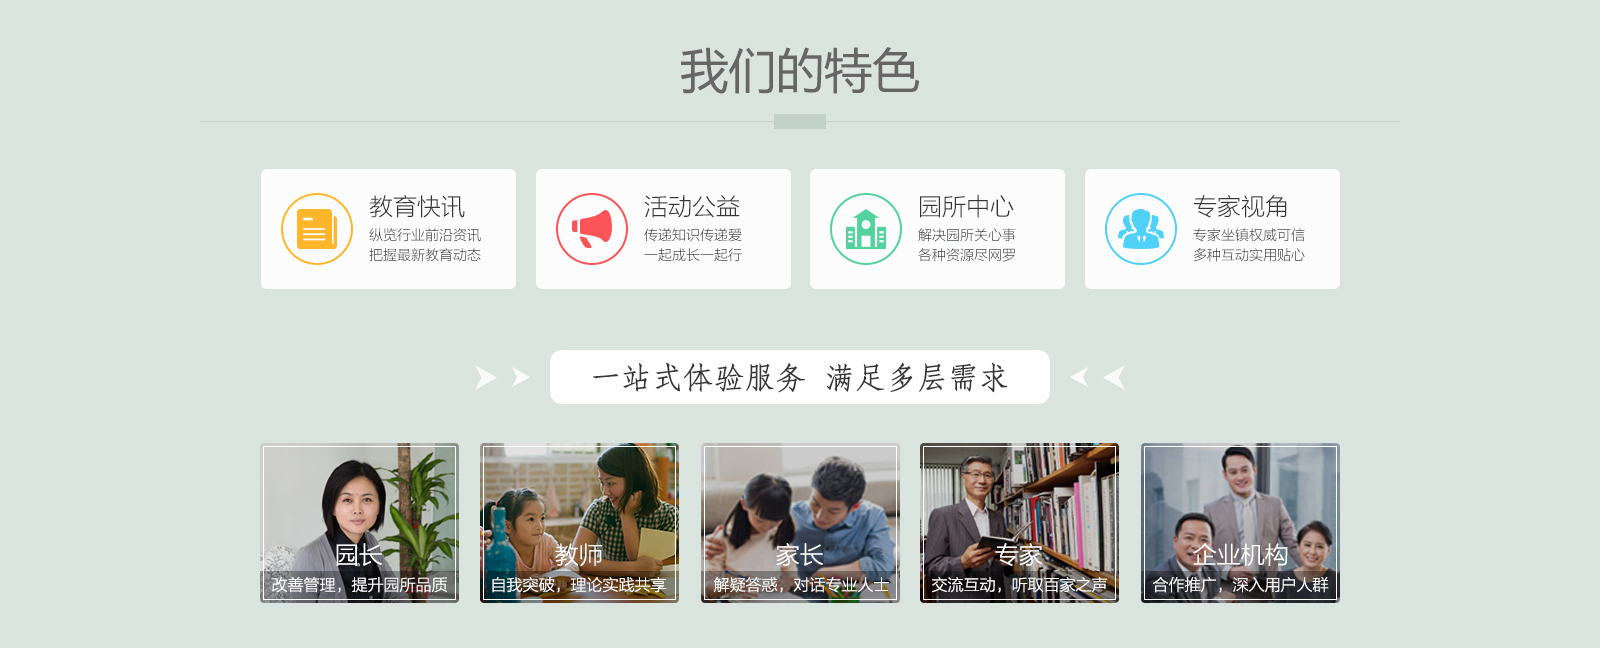 我们的特色
教育快讯
纵览行业前沿资讯
把握最新教育动态
活动公益
传递知识传递爱
一起成长一起行
园所中心
解决园所关心事
各种资源尽网罗
专家视角
专家坐镇权威可信
多种互动实用贴心
一站式体验服务 满足多层需求
园长
改善管理，提升园所品质
教师
自我突破，理论实践共享
家长
解疑答惑，对话专业人士
专家
交流互动，听取百家之声
企业机构
合作推广，深入用户人群